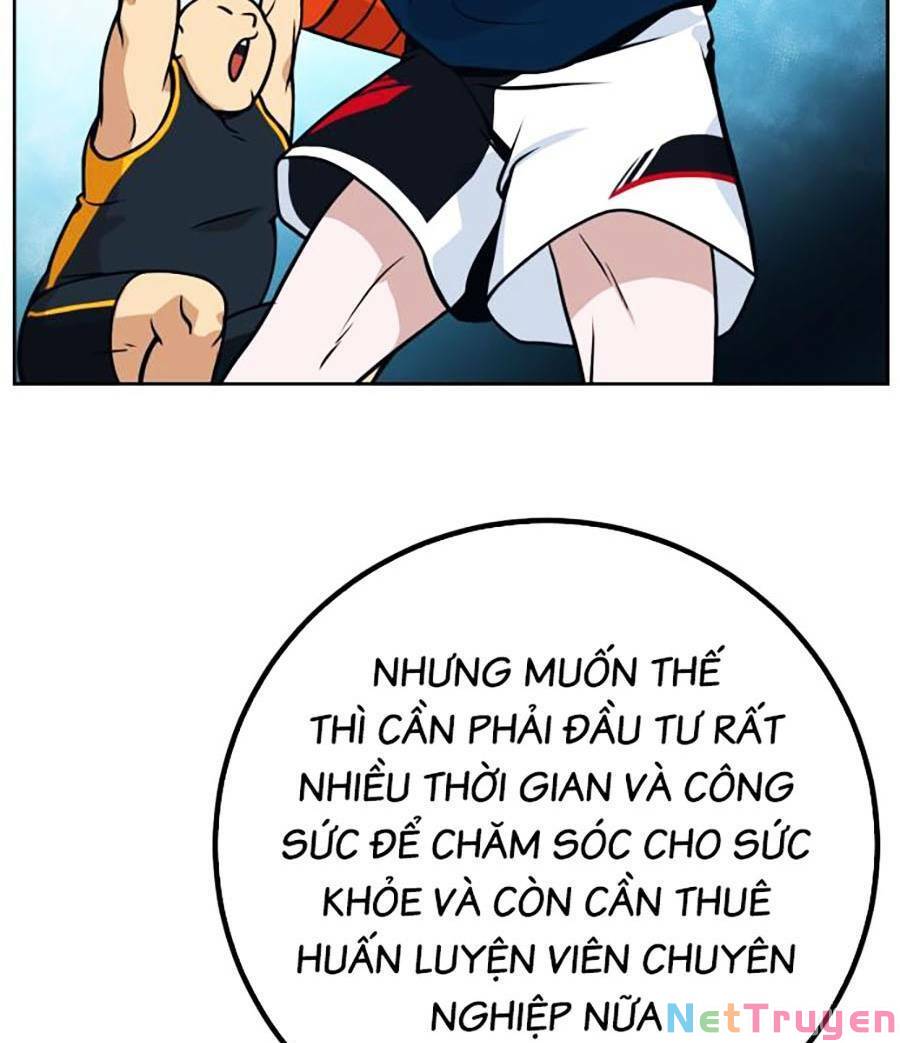 NHƯNG MUỐN THẾ
THÌ CẦN PHẢI ĐẦU TƯ RẤT
NHIỀU THỜI GIAN VÀ CÔNG
SỨC ĐỂ CHĂM SÓC CHO SỨC
KHỎE VÀ CÒN CẦN THUÊ
HUẤN LUYỆN VIÊN CHUYÊN
NGHIỆP NỮA
NetTruyen